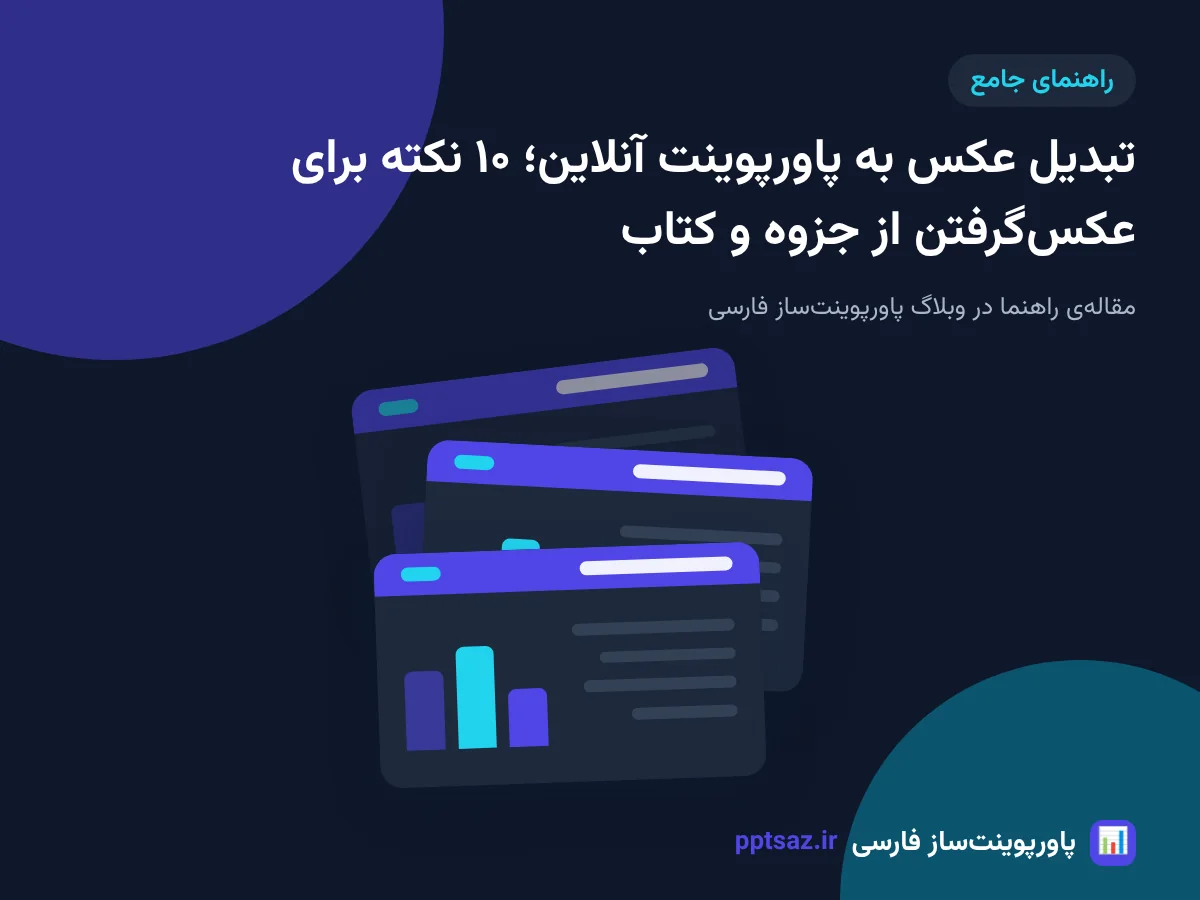 راهنمای جامع
تبدیل عکس به پاورپوینت آنلاین؛ ۱۰ نکته برای
عکس‌گرفتن از جزوه و کتاب
مقاله‌ی راهنما در وبلاگ پاورپوینت‌ساز فارسی
پاورپوینت‌ساز فارسی pptsaz.ir